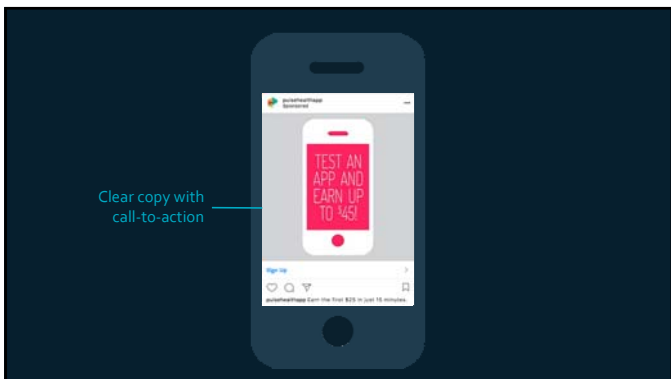 pulsehealthapp
Sponsored
TEST AN
APP AND
EARN UP
TO $45!
Clear copy with
call-to-action
Sign Up
pulsehealthapp Earn the first $25 in just 15 minutes.